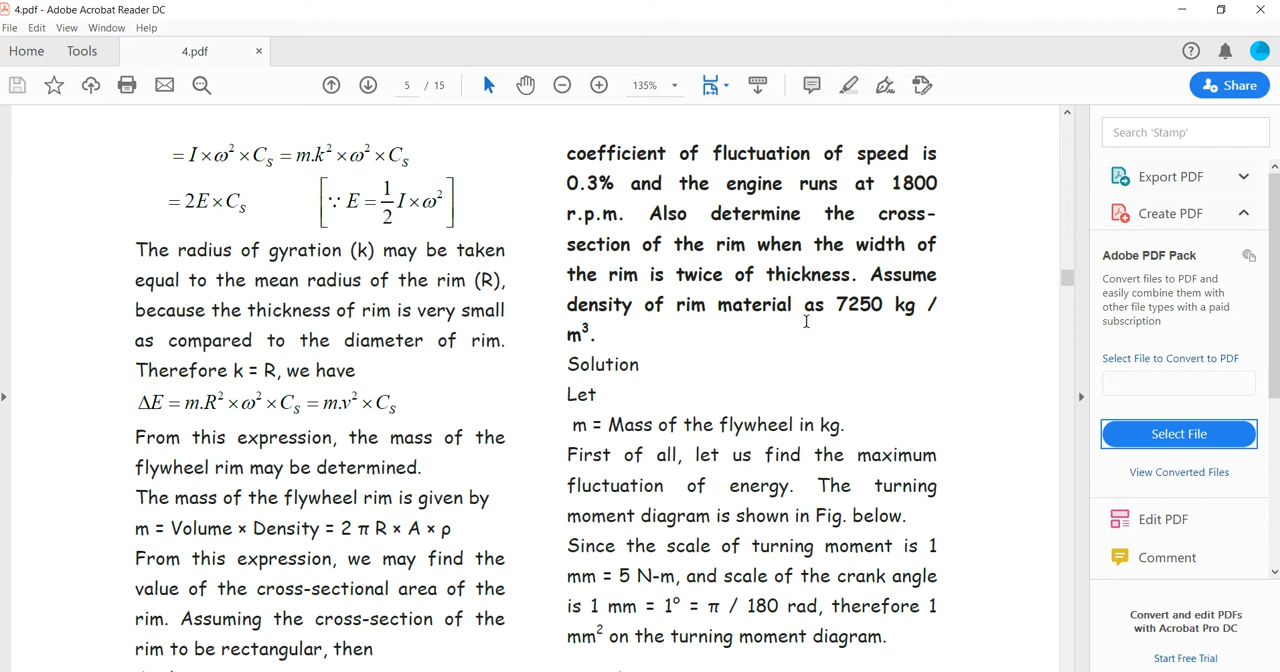 4.pdf - Adobe Acrobat Reader DC
File Edit View Window Help
Home Tools 4.pdf ×
5 / 15 135% Share
= I × ω² × C_S = m.k² × ω² × C_S
= 2E × C_S [∵ E = 1/2 I × ω²]
The radius of gyration (k) may be taken
equal to the mean radius of the rim (R),
because the thickness of rim is very small
as compared to the diameter of rim.
Therefore k = R, we have
ΔE = m.R² × ω² × C_S = m.v² × C_S
From this expression, the mass of the
flywheel rim may be determined.
The mass of the flywheel rim is given by
m = Volume × Density = 2 π R × A × ρ
From this expression, we may find the
value of the cross-sectional area of the
rim. Assuming the cross-section of the
rim to be rectangular, then
coefficient of fluctuation of speed is
0.3% and the engine runs at 1800
r.p.m. Also determine the cross-
section of the rim when the width of
the rim is twice of thickness. Assume
density of rim material as 7250 kg /
m³.
Solution
Let
m = Mass of the flywheel in kg.
First of all, let us find the maximum
fluctuation of energy. The turning
moment diagram is shown in Fig. below.
Since the scale of turning moment is 1
mm = 5 N-m, and scale of the crank angle
is 1 mm = 1° = π / 180 rad, therefore 1
mm² on the turning moment diagram.
Search 'Stamp'
Export PDF
Create PDF
Adobe PDF Pack
Convert files to PDF and
easily combine them with
other file types with a paid
subscription
Select File to Convert to PDF
Select File
View Converted Files
Edit PDF
Comment
Convert and edit PDFs
with Acrobat Pro DC
Start Free Trial